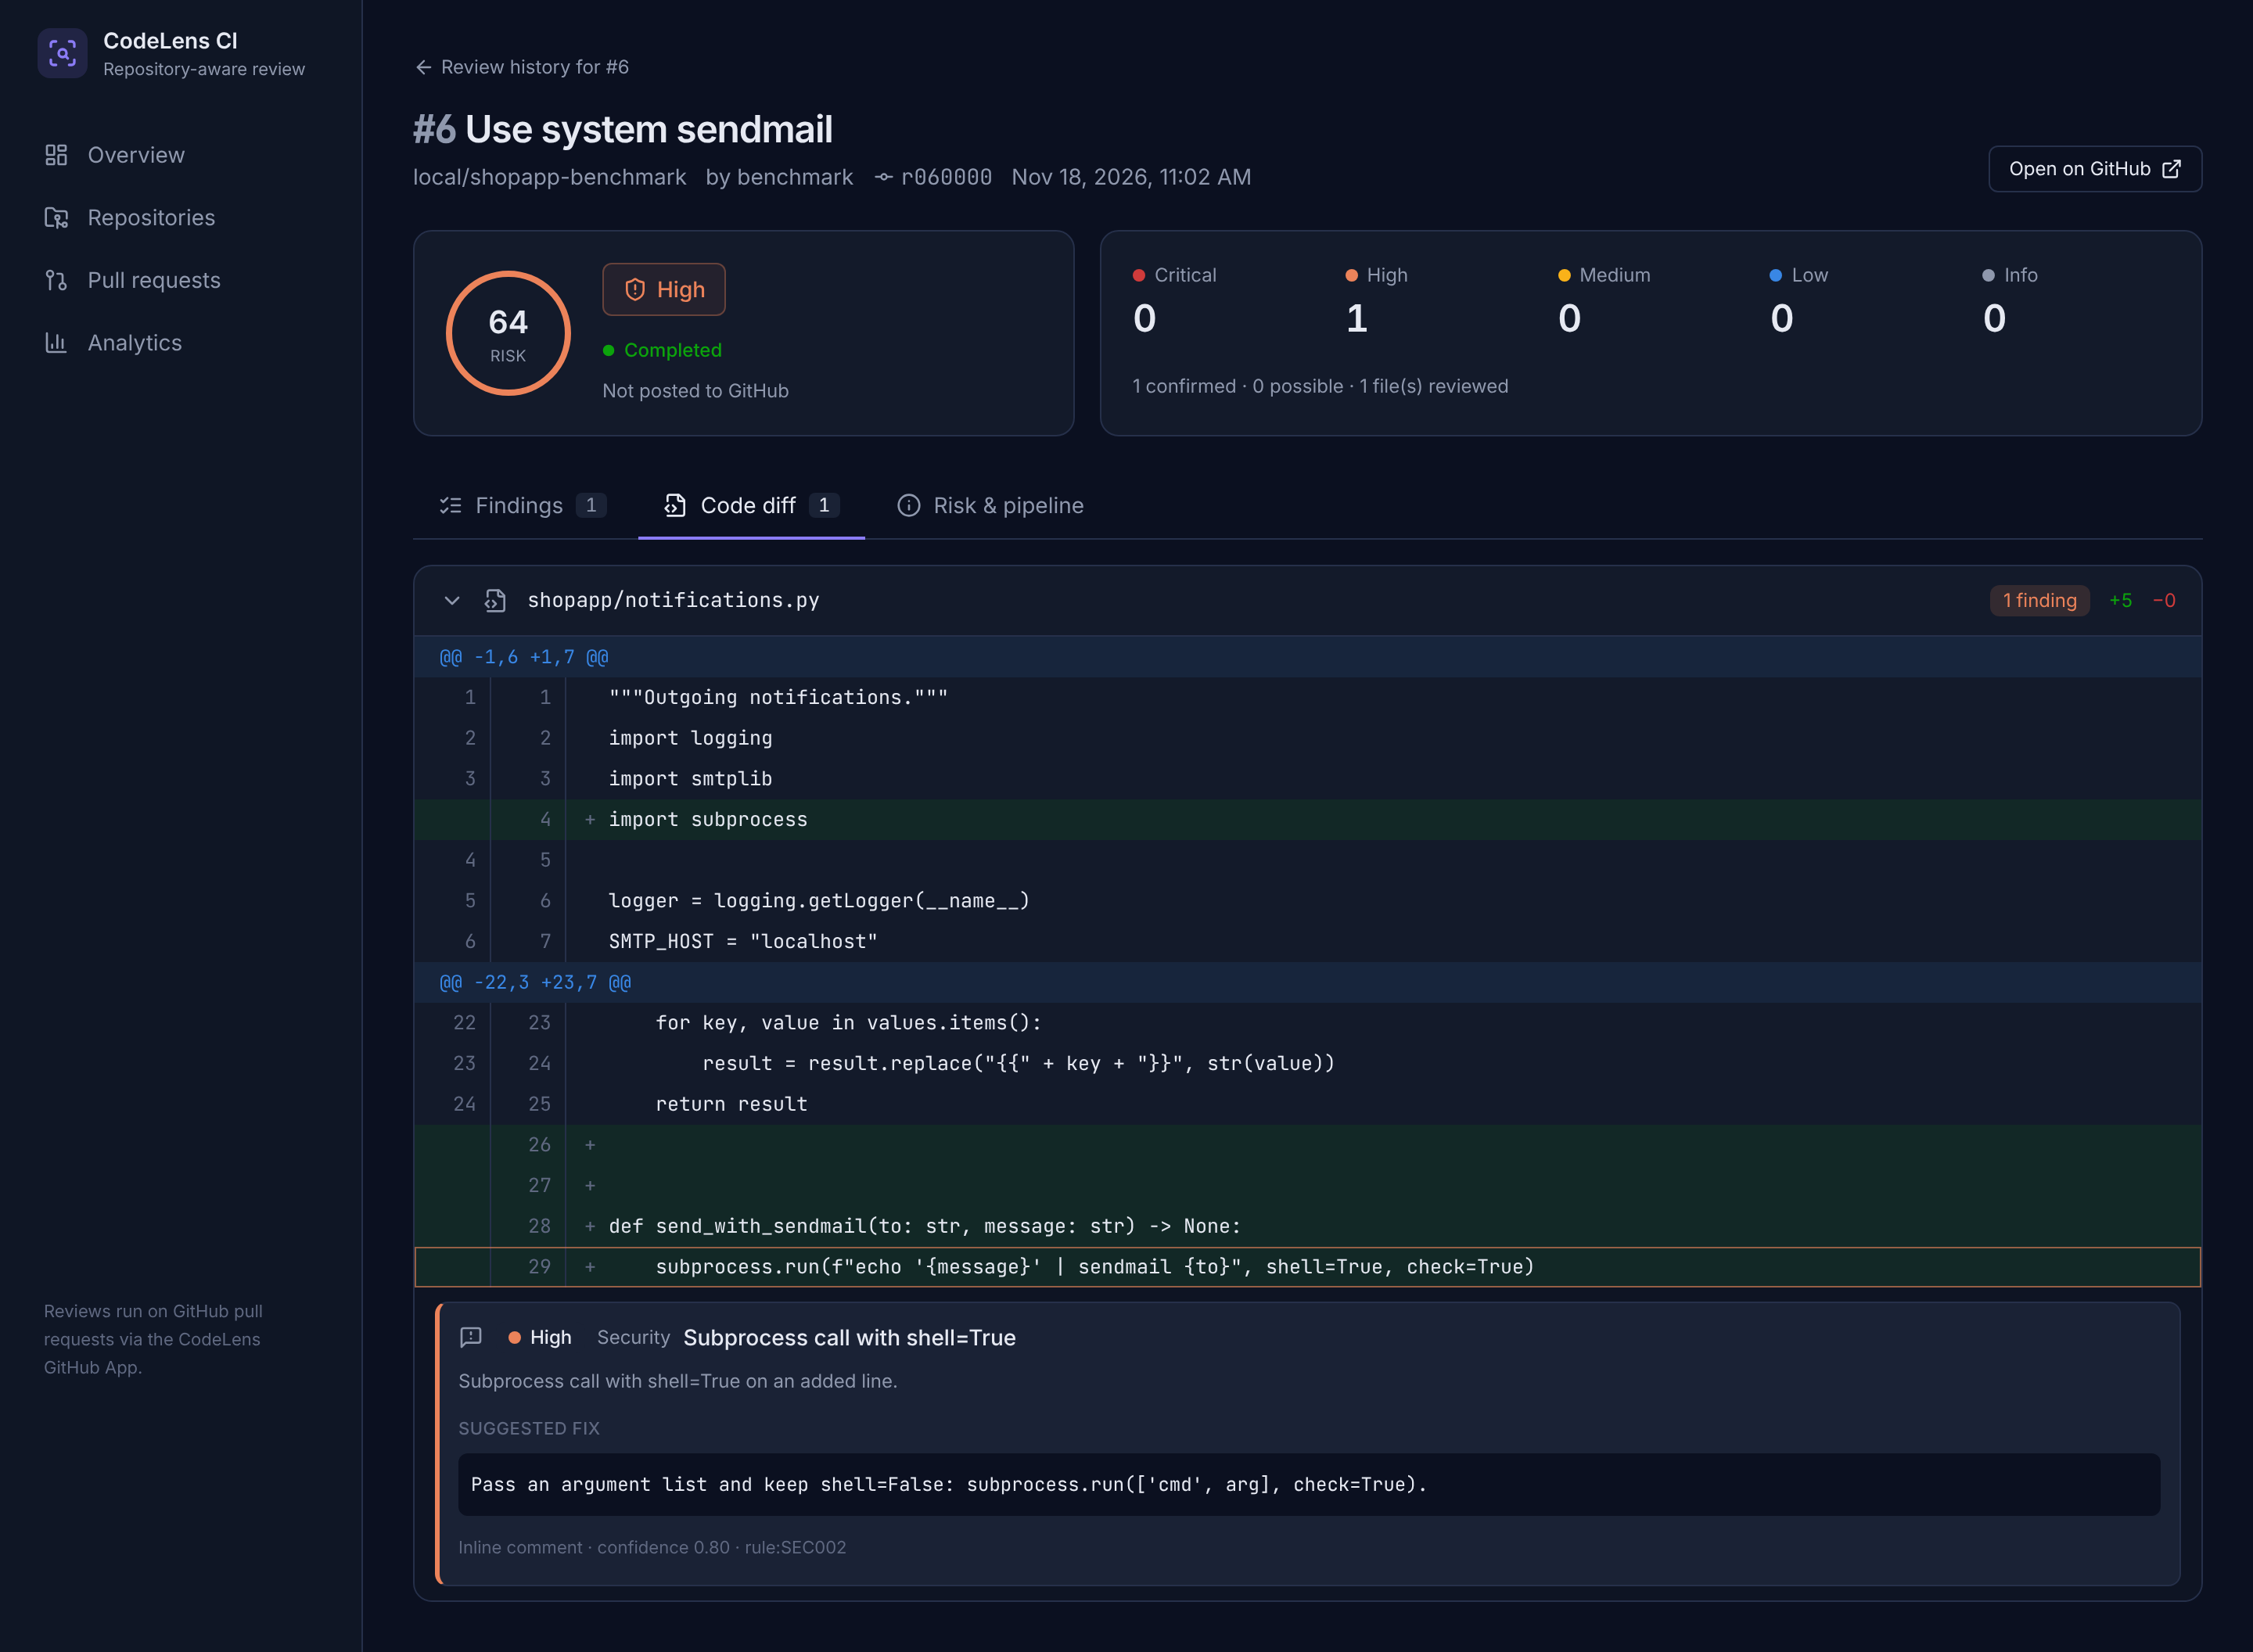 CodeLens CI
Repository-aware review
Overview
Repositories
Pull requests
Analytics
Reviews run on GitHub pull
requests via the CodeLens
GitHub App.
← Review history for #6
#6 Use system sendmail
local/shopapp-benchmark by benchmark r060000 Nov 18, 2026, 11:02 AM
Open on GitHub
64
RISK
High
Completed
Not posted to GitHub
Critical High Medium Low Info
0 1 0 0 0
1 confirmed · 0 possible · 1 file(s) reviewed
Findings 1 Code diff 1 Risk & pipeline
shopapp/notifications.py 1 finding +5 −0
@@ -1,6 +1,7 @@
1 1 """Outgoing notifications."""
2 2 import logging
3 3 import smtplib
4 + import subprocess
4 5
5 6 logger = logging.getLogger(__name__)
6 7 SMTP_HOST = "localhost"
@@ -22,3 +23,7 @@
22 23     for key, value in values.items():
23 24         result = result.replace("{{" + key + "}}", str(value))
24 25     return result
26 +
27 +
28 + def send_with_sendmail(to: str, message: str) -> None:
29 +     subprocess.run(f"echo '{message}' | sendmail {to}", shell=True, check=True)
High Security Subprocess call with shell=True
Subprocess call with shell=True on an added line.
SUGGESTED FIX
Pass an argument list and keep shell=False: subprocess.run(['cmd', arg], check=True).
Inline comment · confidence 0.80 · rule:SEC002